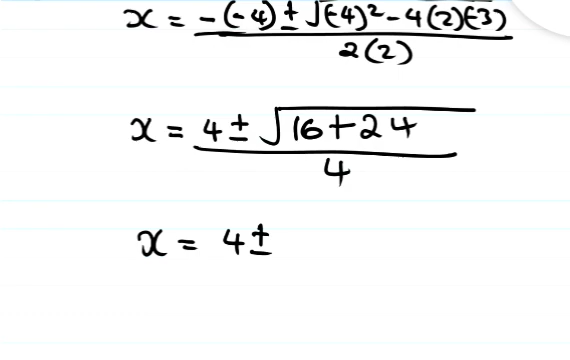 x = -(-4) ± √(-4)² - 4(2)(-3) / 2(2)
x = 4 ± √16 + 24 / 4
x = 4 ±